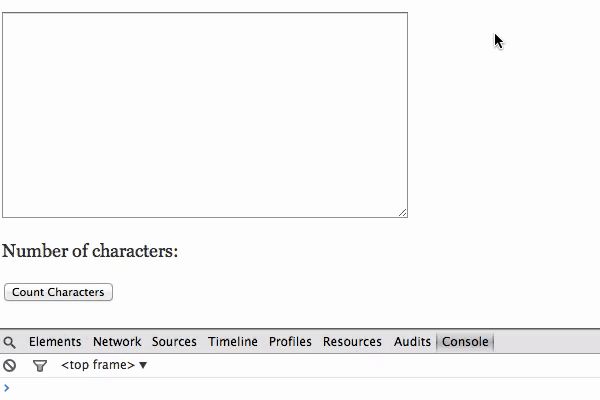 Number of characters:
Count Characters
Elements Network Sources Timeline Profiles Resources Audits Console
<top frame> ▼
>